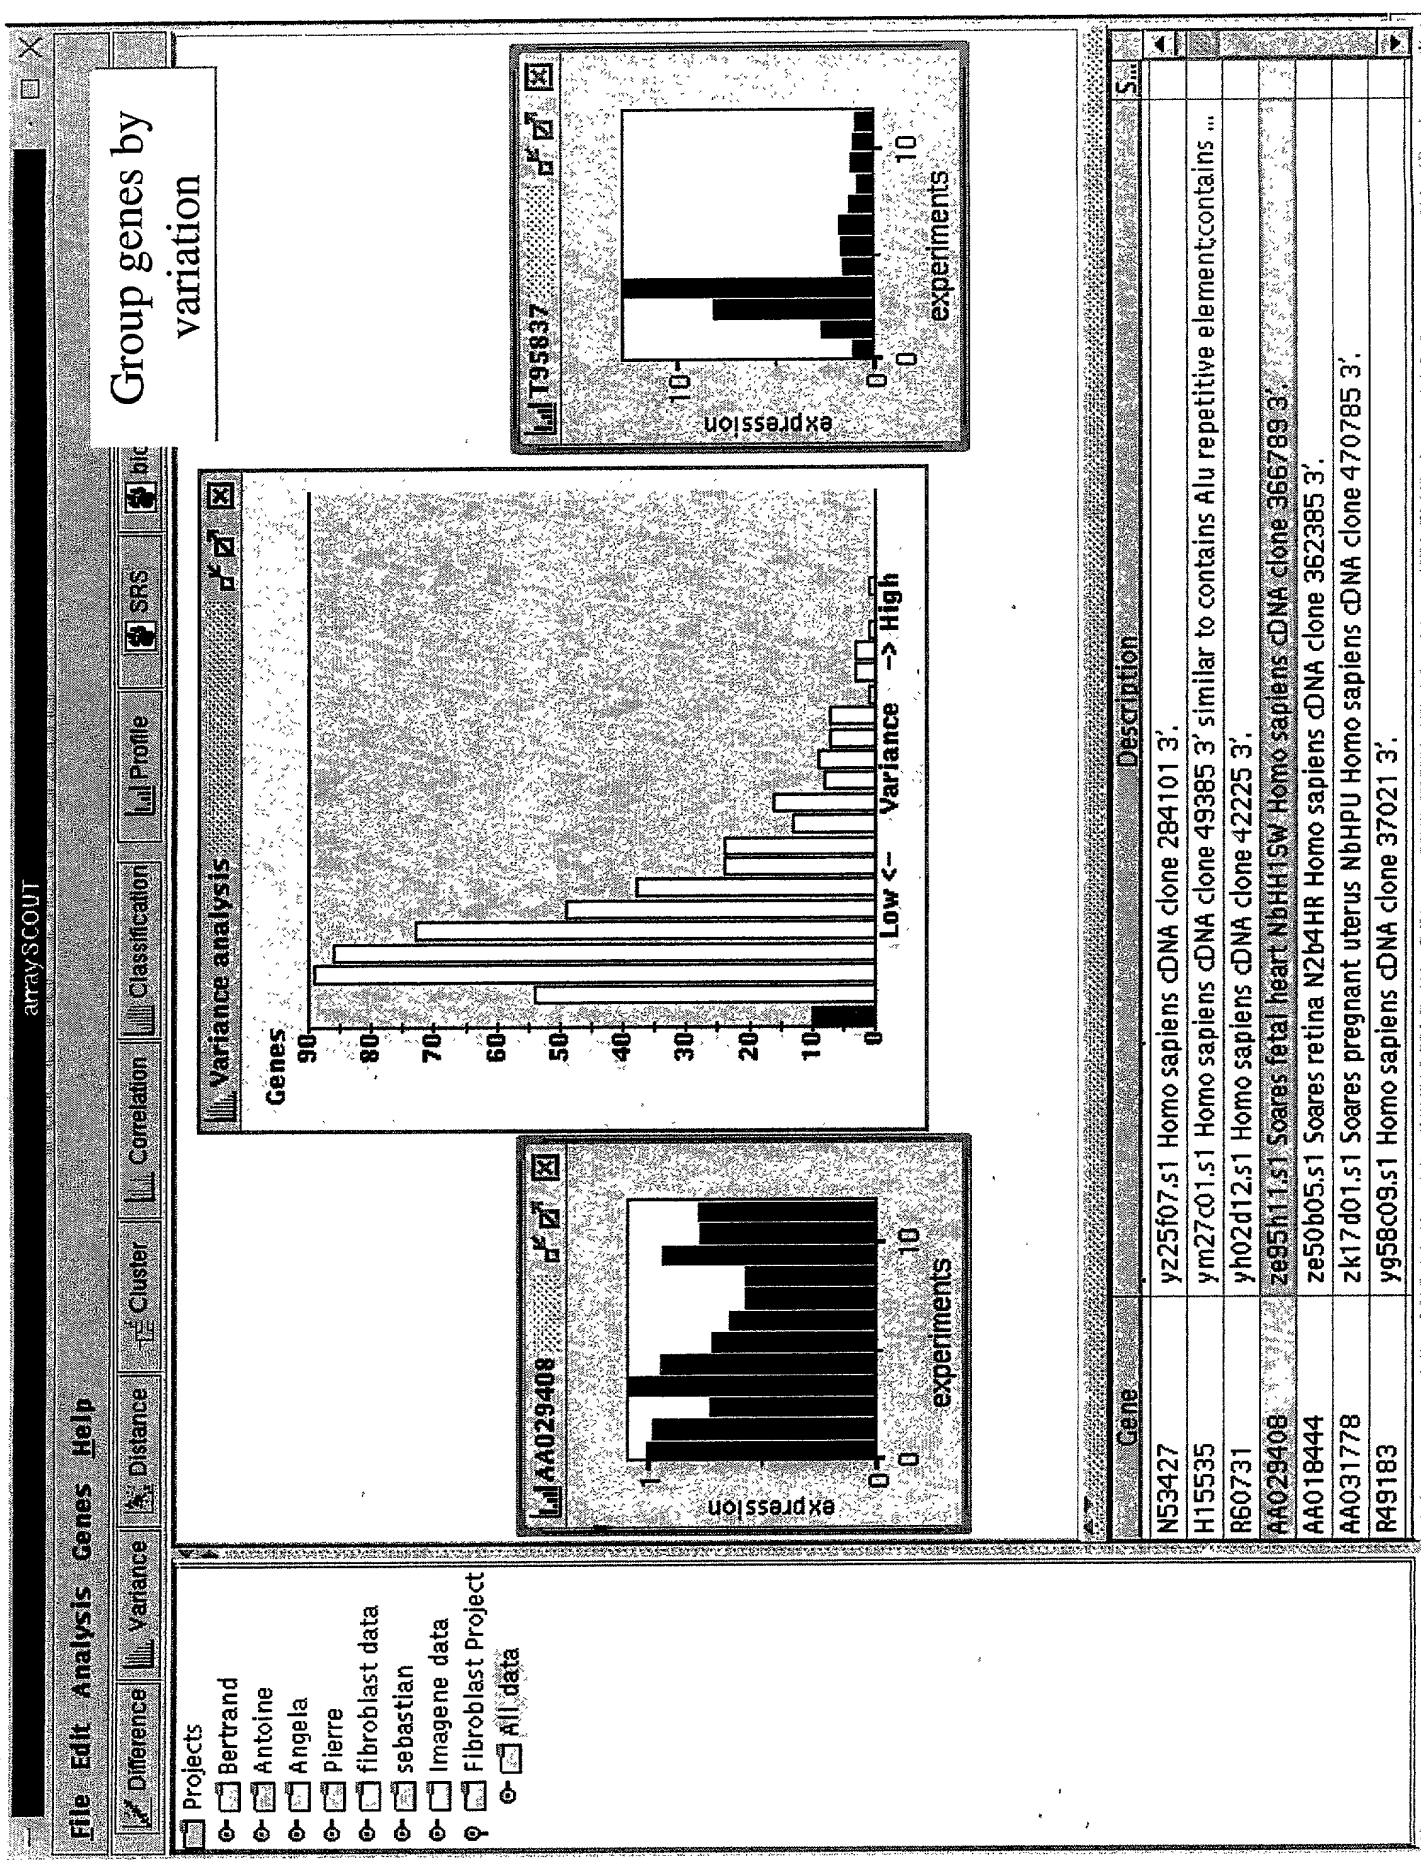 arraySCOUT
File Edit Analysis Genes Help
Difference Variance Distance Cluster Correlation Classification Profile SRS
Group genes by
variation
Projects
Bertrand
Antoine
Angela
Pierre
fibroblast data
sebastian
Imagene data
Fibroblast Project
All data
AA029408
expression
1
0
0 10
experiments
Variance analysis
Genes
90
80
70
60
50
40
30
20
10
0
Low <- Variance -> High
T95837
expression
10
0
0 10
experiments
Gene Description S...
N53427 yz25f07.s1 Homo sapiens cDNA clone 284101 3'.
H15535 ym27c01.s1 Homo sapiens cDNA clone 49385 3' similar to contains Alu repetitive element;contains ...
R60731 yh02d12.s1 Homo sapiens cDNA clone 42225 3'.
AA029408 ze95h11.s1 Soares fetal heart NbHH19W Homo sapiens cDNA clone 366789 3'.
AA018444 ze50b05.s1 Soares retina N2b4HR Homo sapiens cDNA clone 362385 3'.
AA031778 zk17d01.s1 Soares pregnant uterus NbHPU Homo sapiens cDNA clone 470785 3'.
R49183 yg58c09.s1 Homo sapiens cDNA clone 37021 3'.